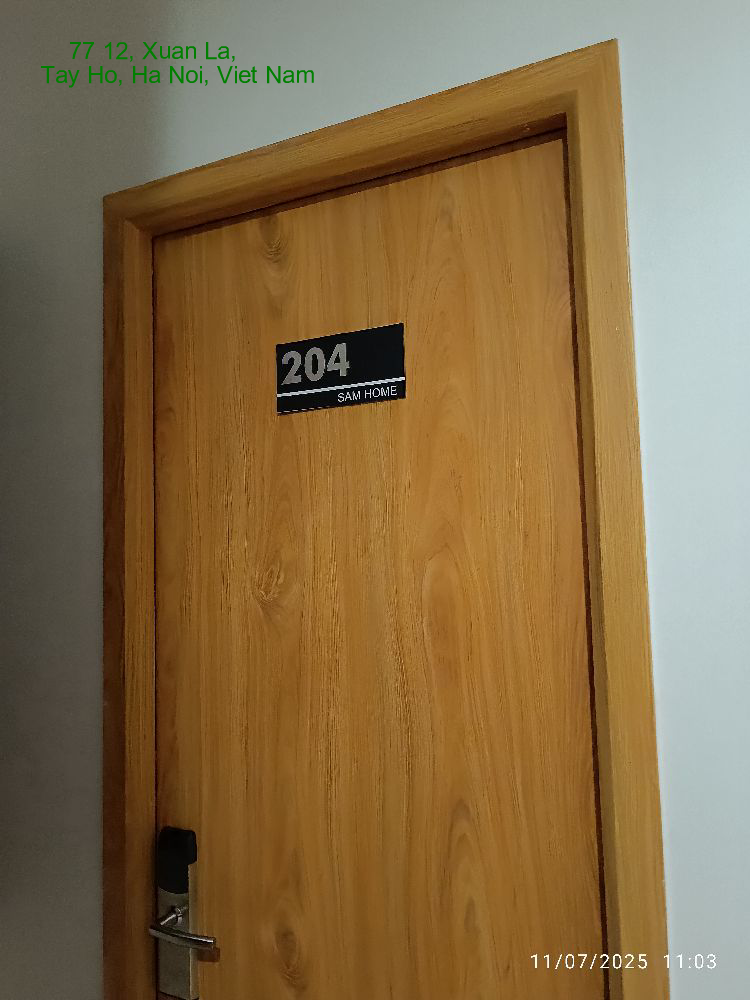 77 12, Xuan La,
Tay Ho, Ha Noi, Viet Nam
204
SAM HOME
11/07/2025 11:03